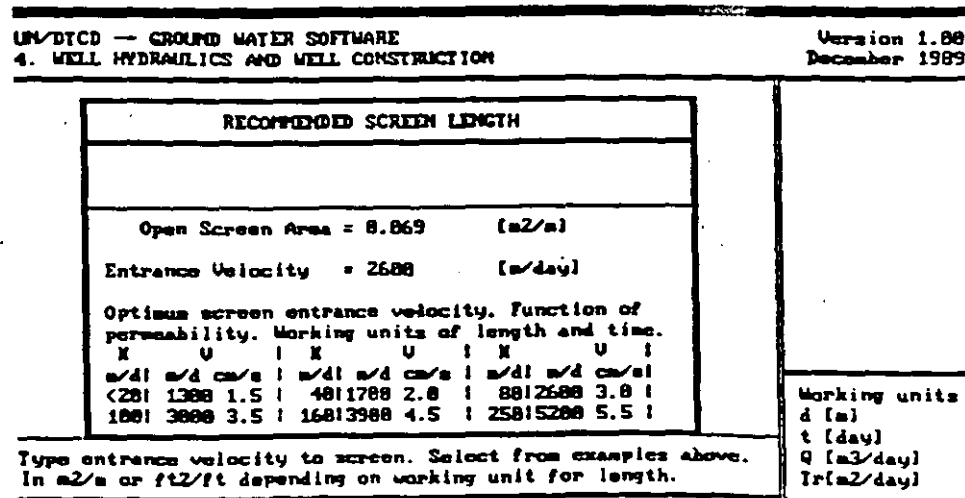 UN/DTCD — GROUND WATER SOFTWARE
Version 1.00
4. WELL HYDRAULICS AND WELL CONSTRUCTION
December 1989
RECOMMENDED SCREEN LENGTH
Open Screen Area = 0.069 [m2/m]
Entrance Velocity = 2600 [m/day]
Optimum screen entrance velocity. Function of
permeability. Working units of length and time.
K V | K V | K V |
m/d| m/d cm/s | m/d| m/d cm/s | m/d| m/d cm/s|
<20| 1300 1.5 | 40|1700 2.0 | 80|2600 3.0 |
100| 3000 3.5 | 160|3900 4.5 | 250|5200 5.5 |
Type entrance velocity to screen. Select from examples above.
In m2/m or ft2/ft depending on working unit for length.
Working units
d [m]
t [day]
Q [m3/day]
Tr[m2/day]